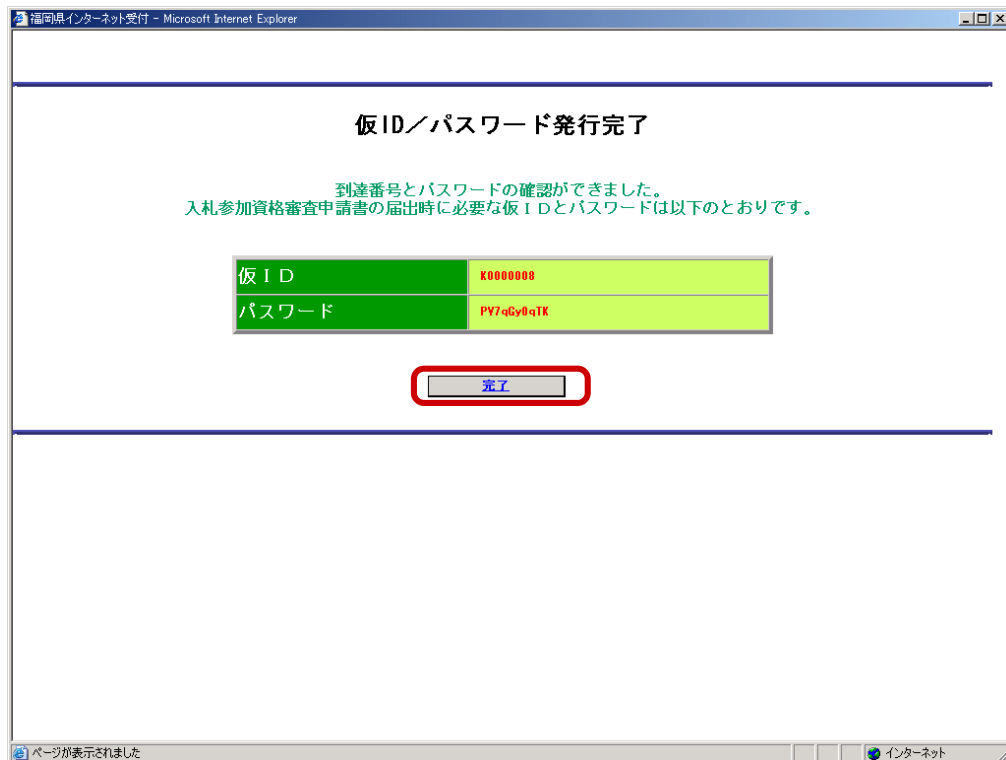 福岡県インターネット受付 - Microsoft Internet Explorer
仮ID／パスワード発行完了
到達番号とパスワードの確認ができました。
入札参加資格審査申請書の届出時に必要な仮ＩＤとパスワードは以下のとおりです。
仮ＩＤ
K0000008
パスワード
PV7qGy0qTK
完了
ページが表示されました
インターネット